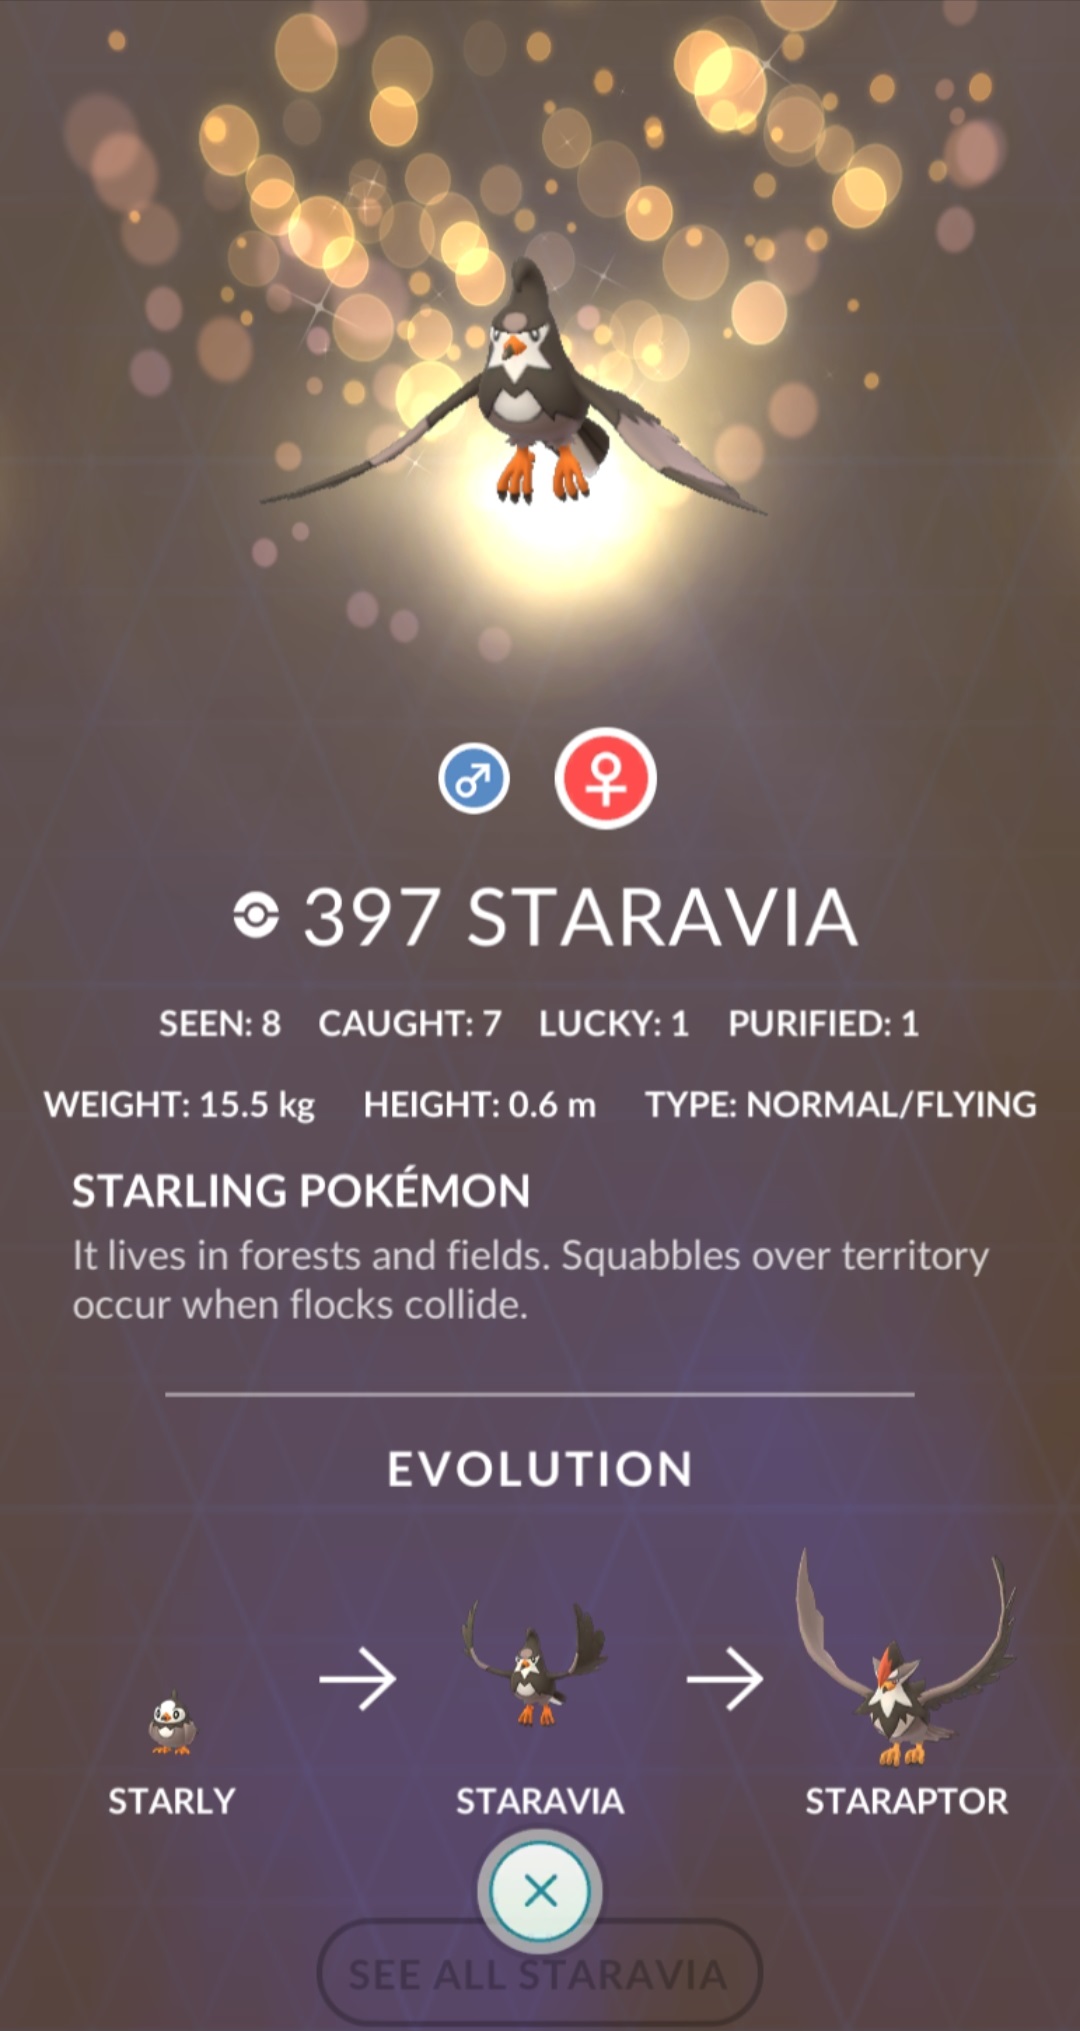 397 STARAVIA
SEEN: 8 CAUGHT: 7 LUCKY: 1 PURIFIED: 1
WEIGHT: 15.5 kg HEIGHT: 0.6 m TYPE: NORMAL/FLYING
STARLING POKÉMON
It lives in forests and fields. Squabbles over territory
occur when flocks collide.
EVOLUTION
STARLY STARAVIA STARAPTOR
SEE ALL STARAVIA